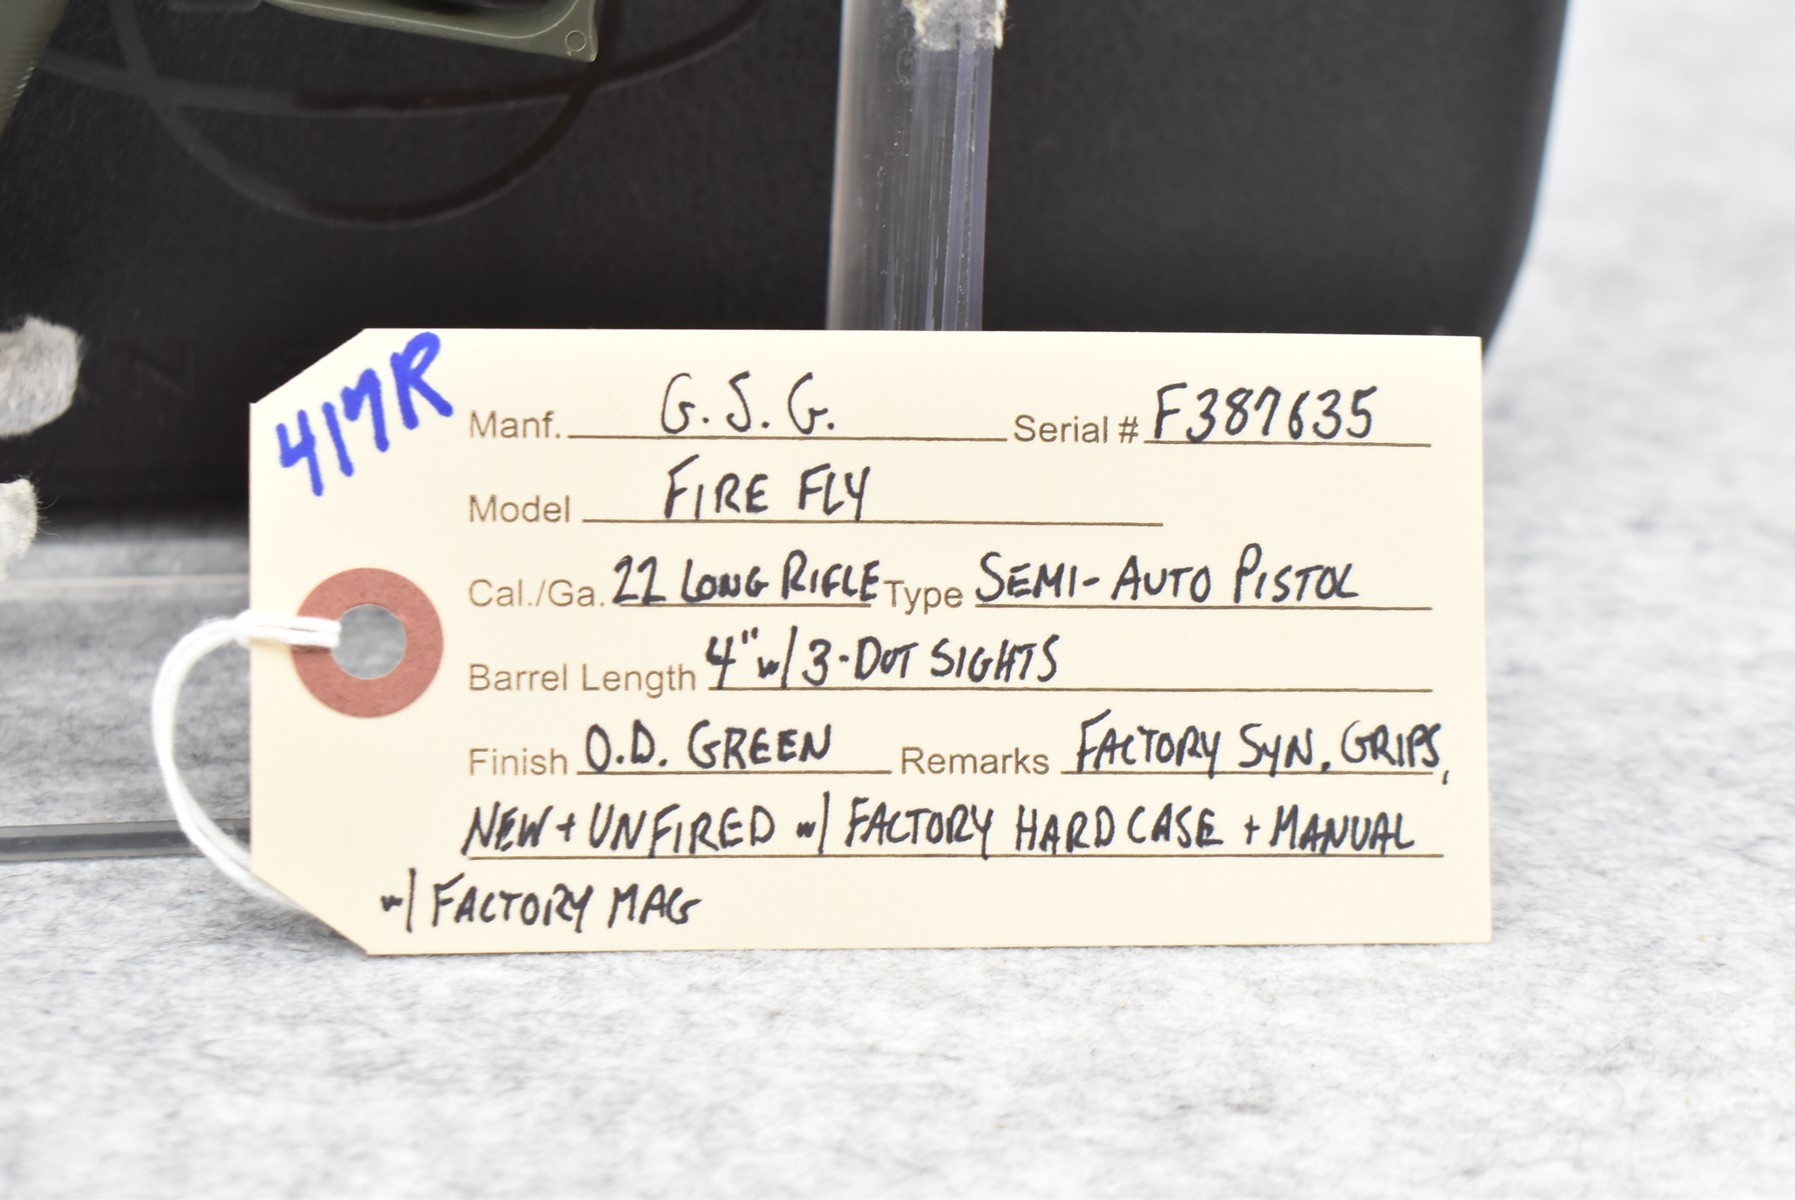 417R
Manf. G.S.G. Serial # F387635
Model FIRE FLY
Cal./Ga. 22 LONG RIFLE Type SEMI-AUTO PISTOL
Barrel Length 4" w/ 3-DOT SIGHTS
Finish O.D. GREEN Remarks FACTORY SYN. GRIPS,
NEW + UNFIRED w/ FACTORY HARD CASE + MANUAL
w/ FACTORY MAG